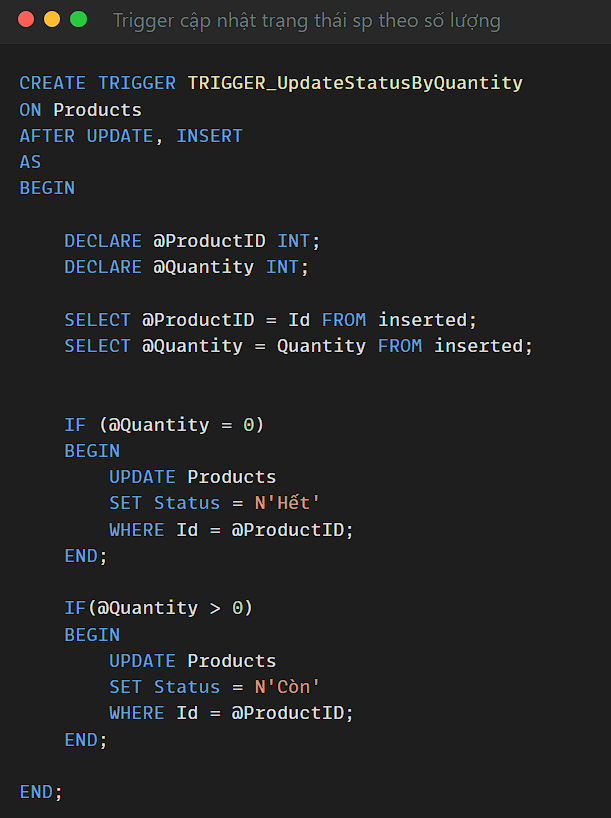 Trigger cập nhật trạng thái sp theo số lượng
CREATE TRIGGER TRIGGER_UpdateStatusByQuantity
ON Products
AFTER UPDATE, INSERT
AS
BEGIN
DECLARE @ProductID INT;
DECLARE @Quantity INT;
SELECT @ProductID = Id FROM inserted;
SELECT @Quantity = Quantity FROM inserted;
IF (@Quantity = 0)
BEGIN
UPDATE Products
SET Status = N'Hết'
WHERE Id = @ProductID;
END;
IF(@Quantity > 0)
BEGIN
UPDATE Products
SET Status = N'Còn'
WHERE Id = @ProductID;
END;
END;